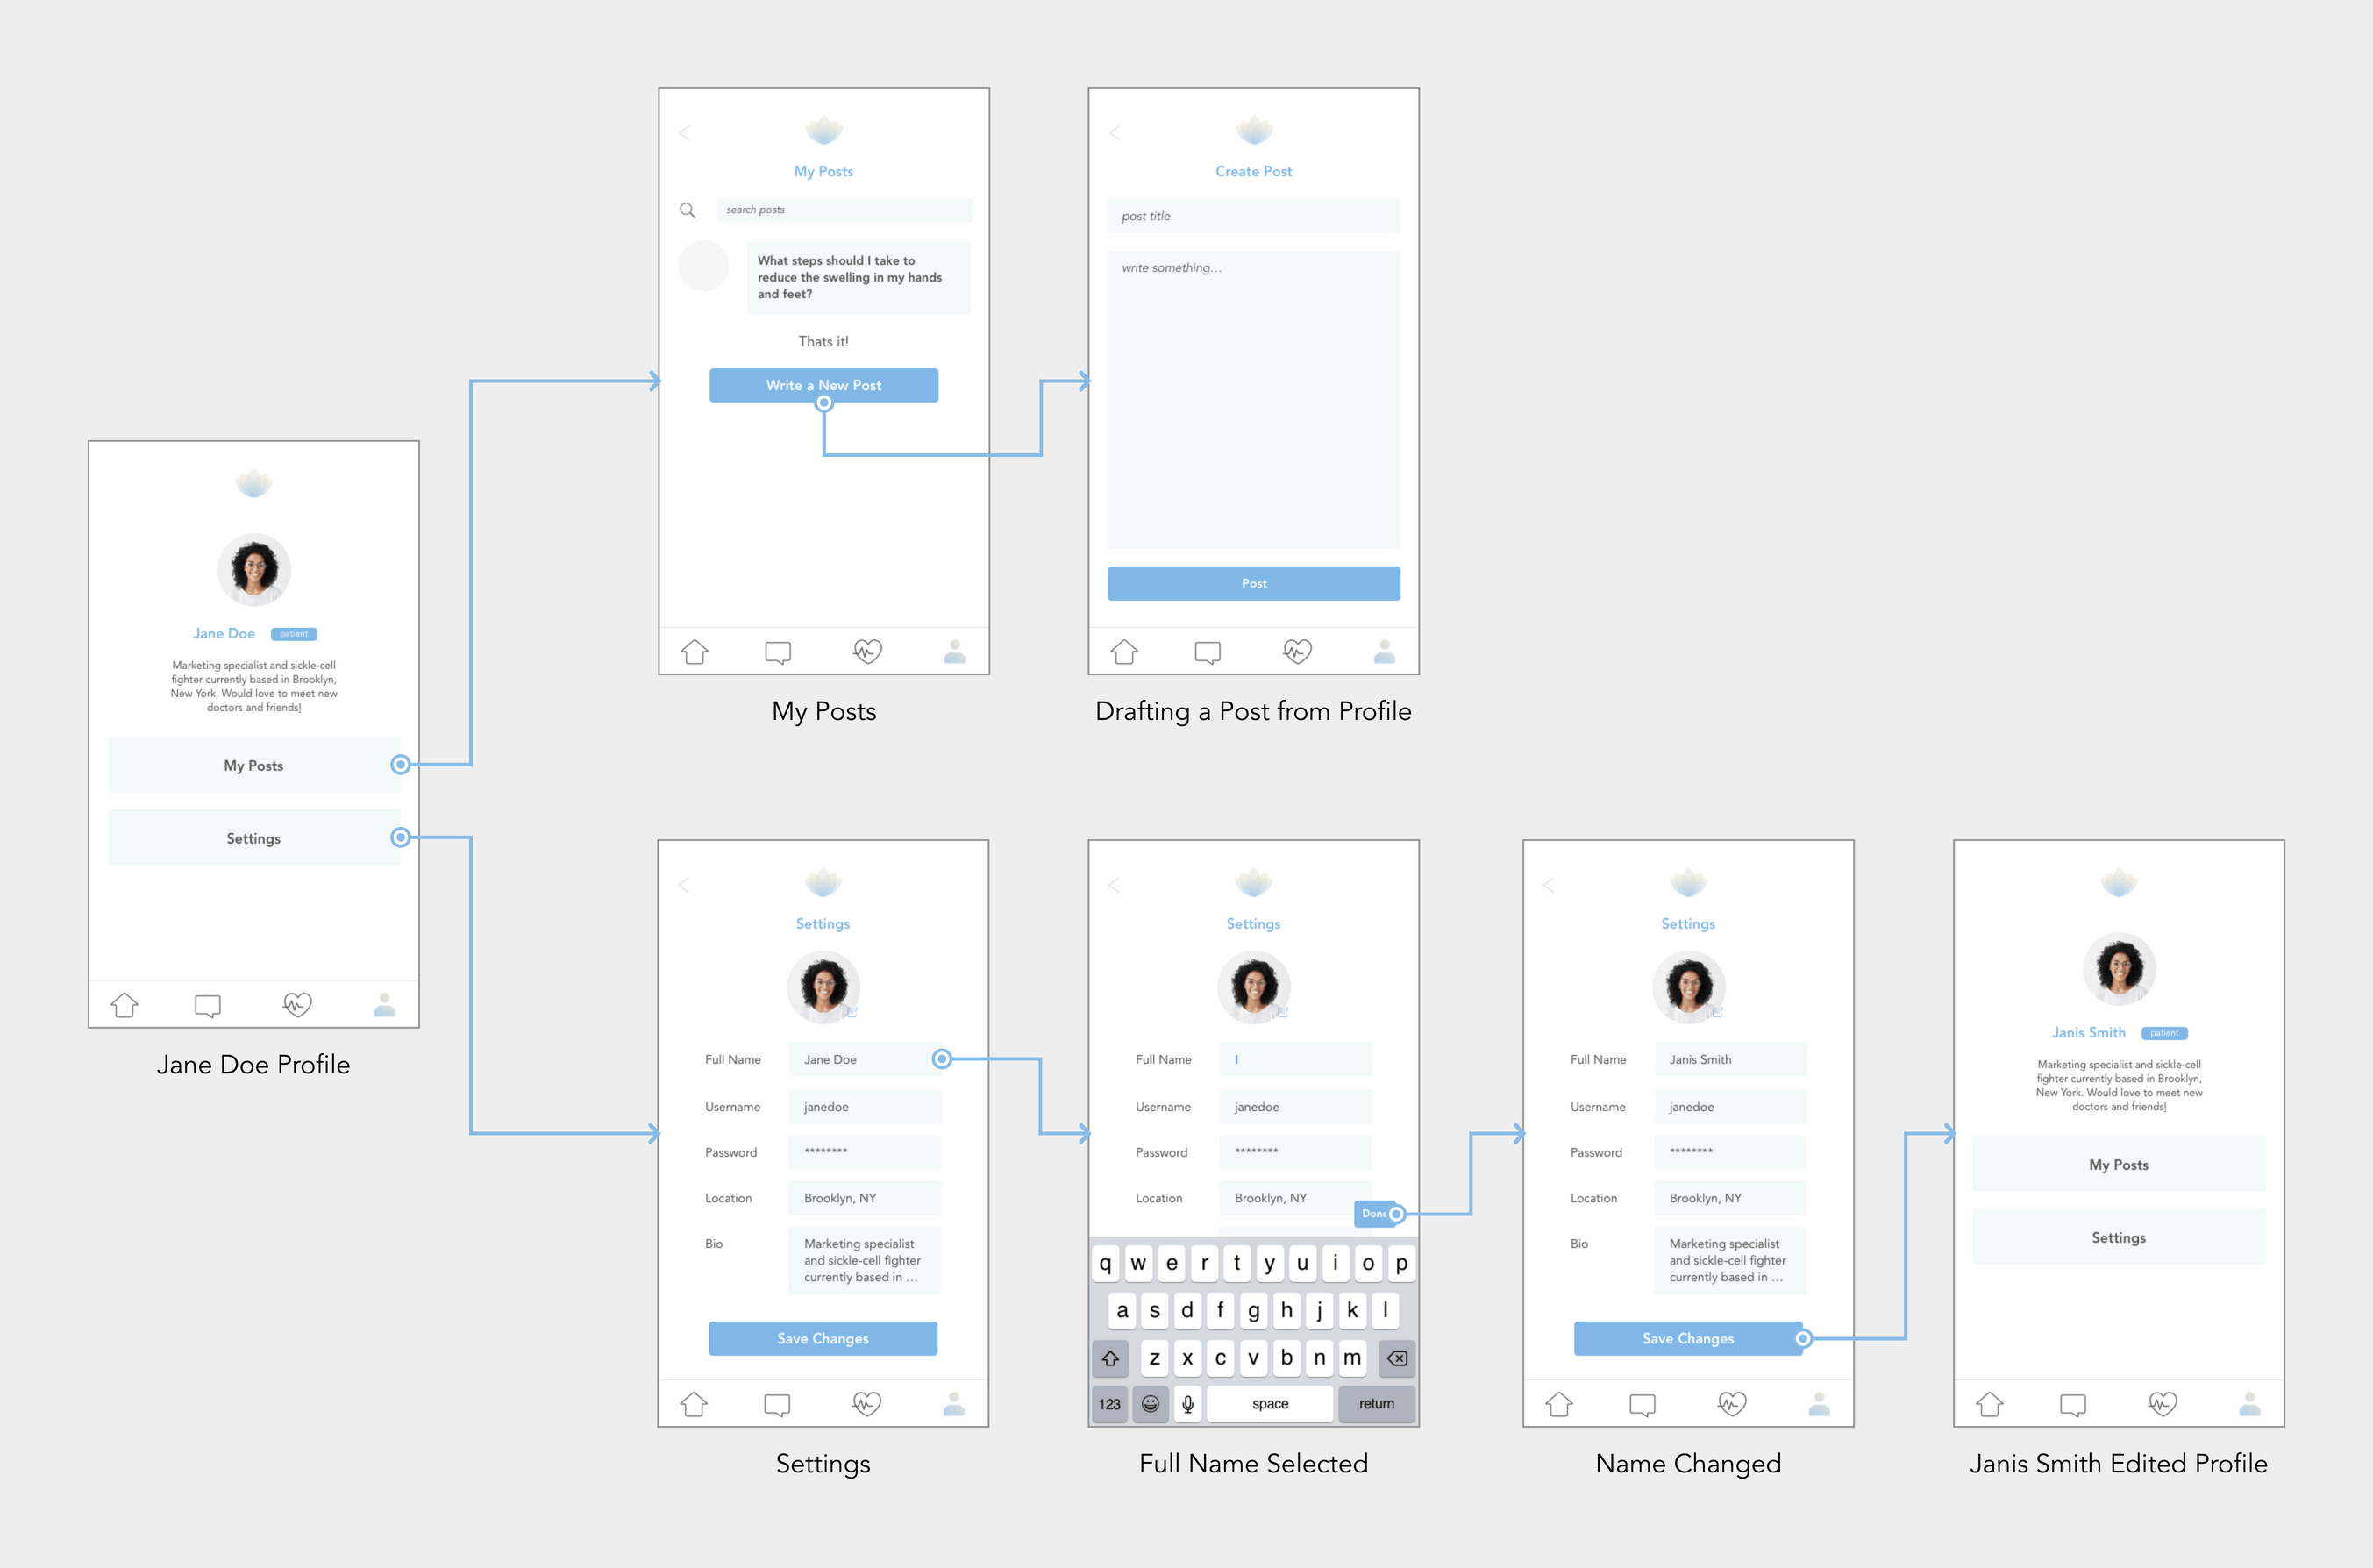 Jane Doe
patient
Marketing specialist and sickle-cell
fighter currently based in Brooklyn,
New York. Would love to meet new
doctors and friends!
My Posts
Settings
Jane Doe Profile
My Posts
search posts
What steps should I take to
reduce the swelling in my hands
and feet?
Thats it!
Write a New Post
My Posts
Create Post
post title
write something...
Post
Drafting a Post from Profile
Settings
Full Name Jane Doe
Username janedoe
Password ********
Location Brooklyn, NY
Bio Marketing specialist
and sickle-cell fighter
currently based in ...
Save Changes
Settings
Settings
Full Name
Username janedoe
Password ********
Location Brooklyn, NY
Done
q w e r t y u i o p
a s d f g h j k l
z x c v b n m
123 space return
Full Name Selected
Settings
Full Name Janis Smith
Username janedoe
Password ********
Location Brooklyn, NY
Bio Marketing specialist
and sickle-cell fighter
currently based in ...
Save Changes
Name Changed
Janis Smith
patient
Marketing specialist and sickle-cell
fighter currently based in Brooklyn,
New York. Would love to meet new
doctors and friends!
My Posts
Settings
Janis Smith Edited Profile